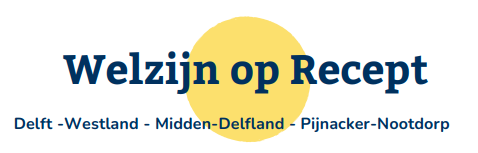 Welzijn op Recept
Delft -Westland - Midden-Delfland - Pijnacker-Nootdorp